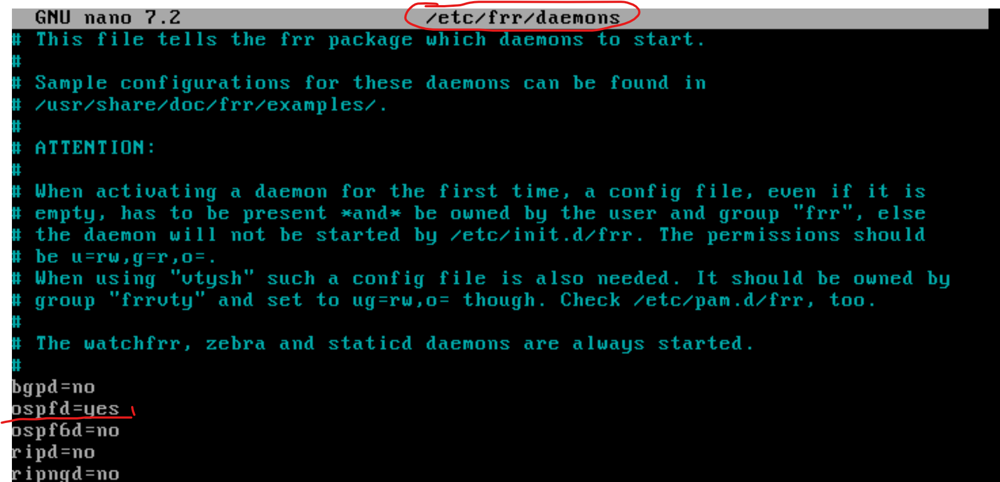 GNU nano 7.2 /etc/frr/daemons
# This file tells the frr package which daemons to start.
#
# Sample configurations for these daemons can be found in
# /usr/share/doc/frr/examples/.
#
# ATTENTION:
#
# When activating a daemon for the first time, a config file, even if it is
# empty, has to be present *and* be owned by the user and group "frr", else
# the daemon will not be started by /etc/init.d/frr. The permissions should
# be u=rw,g=r,o=.
# When using "vtysh" such a config file is also needed. It should be owned by
# group "frrvty" and set to ug=rw,o= though. Check /etc/pam.d/frr, too.
#
# The watchfrr, zebra and staticd daemons are always started.
#
bgpd=no
ospfd=yes
ospf6d=no
ripd=no
ripngd=no